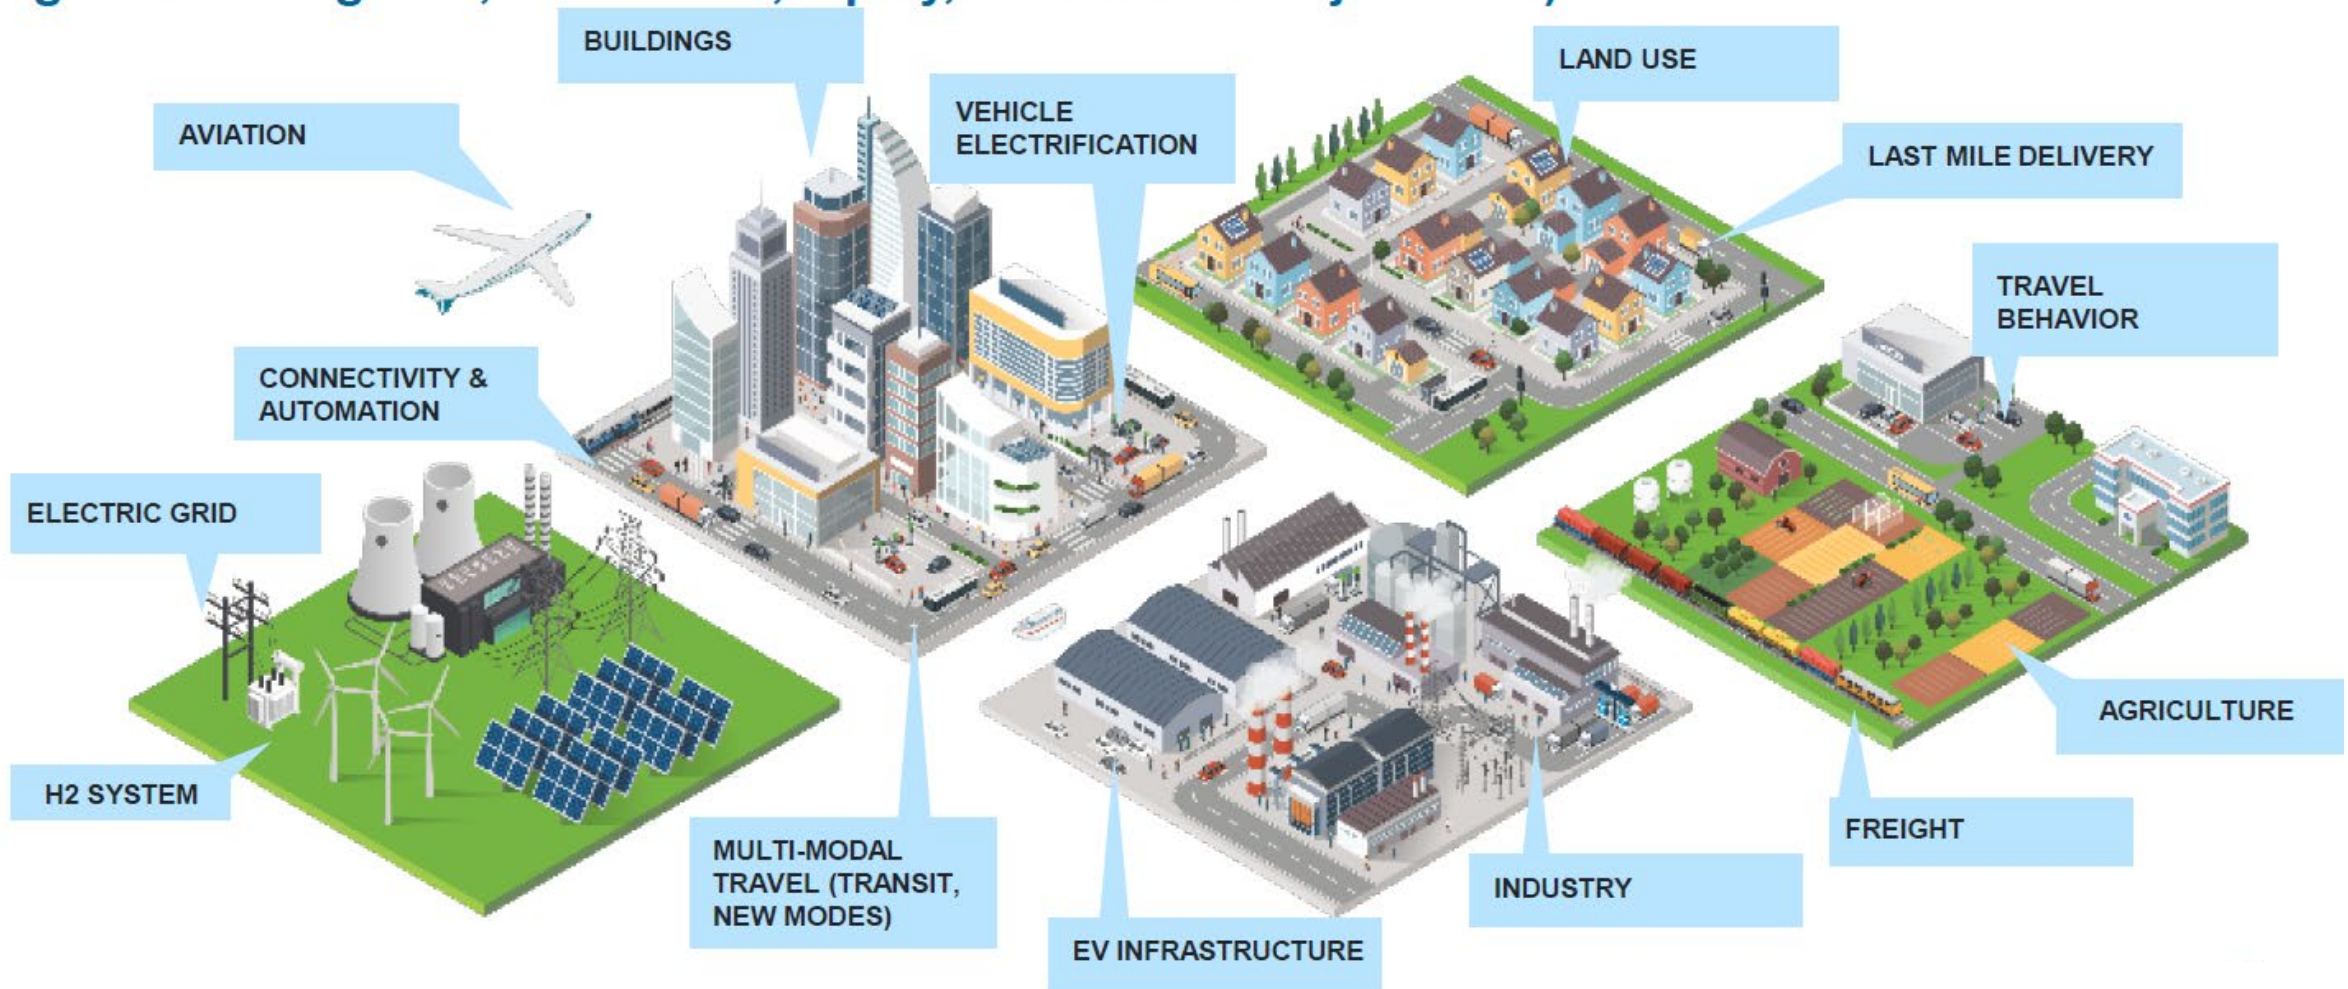 BUILDINGS
LAND USE
VEHICLE
ELECTRIFICATION
AVIATION
LAST MILE DELIVERY
TRAVEL
BEHAVIOR
CONNECTIVITY &
AUTOMATION
ELECTRIC GRID
AGRICULTURE
H2 SYSTEM
FREIGHT
MULTI-MODAL
TRAVEL (TRANSIT,
NEW MODES)
INDUSTRY
EV INFRASTRUCTURE